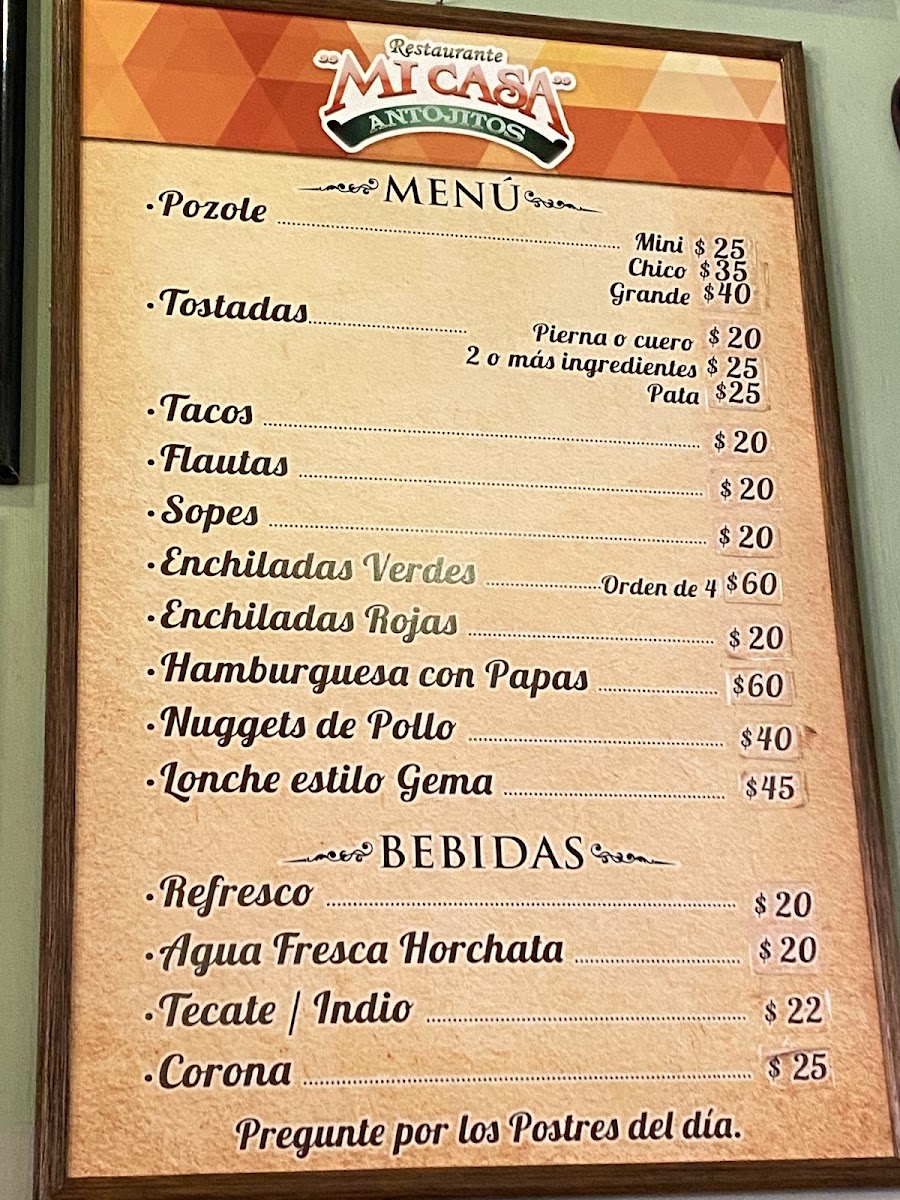 Restaurante
"MI CASA"
ANTOJITOS
MENÚ
·Pozole ........ Mini $ 25
Chico $35
Grande $40
·Tostadas........ Pierna o cuero $ 20
2 o más ingredientes $ 25
Pata $25
·Tacos ........ $ 20
·Flautas ........ $ 20
·Sopes ........ $ 20
·Enchiladas Verdes ........Orden de 4 $60
·Enchiladas Rojas ........ $ 20
·Hamburguesa con Papas ........ $60
·Nuggets de Pollo ........ $40
·Lonche estilo Gema ........ $45
BEBIDAS
·Refresco ........ $ 20
·Agua Fresca Horchata ........ $ 20
·Tecate / Indio ........ $ 22
·Corona ........ $ 25
Pregunte por los Postres del día.